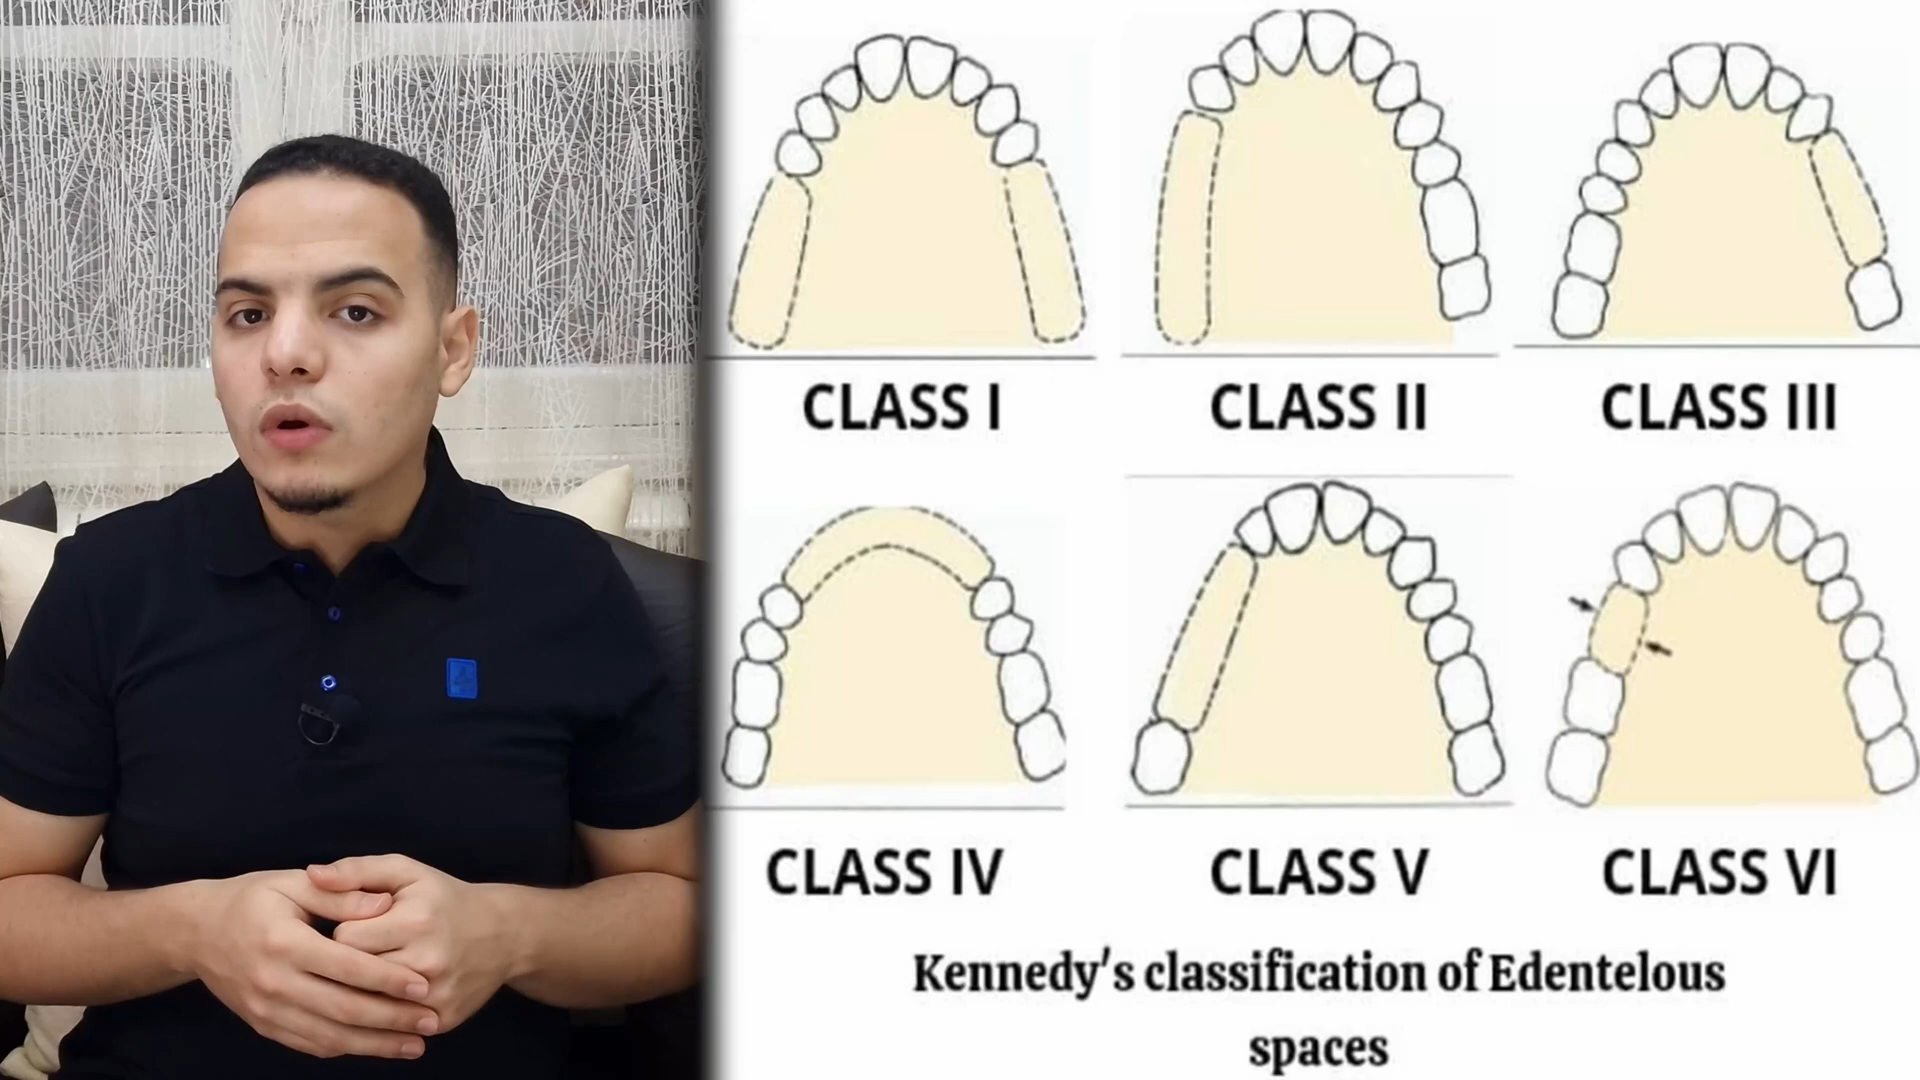 CLASS I
CLASS II
CLASS III
CLASS IV
CLASS V
CLASS VI
Kennedy's classification of Edentelous
spaces